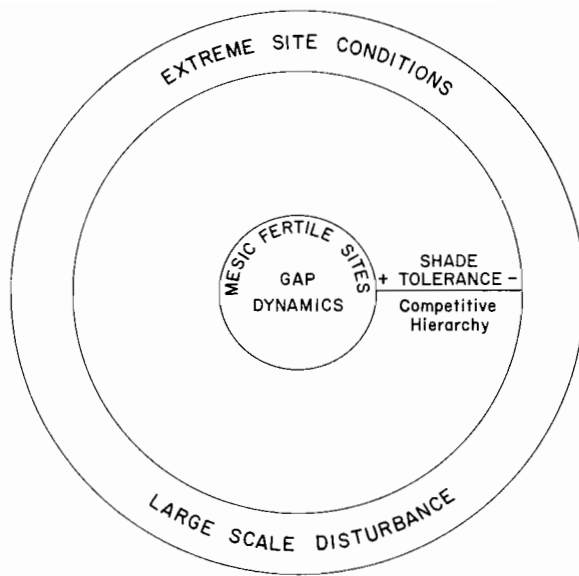 EXTREME SITE CONDITIONS
MESIC FERTILE SITES
GAP
DYNAMICS
SHADE
+ TOLERANCE -
Competitive
Hierarchy
LARGE SCALE DISTURBANCE